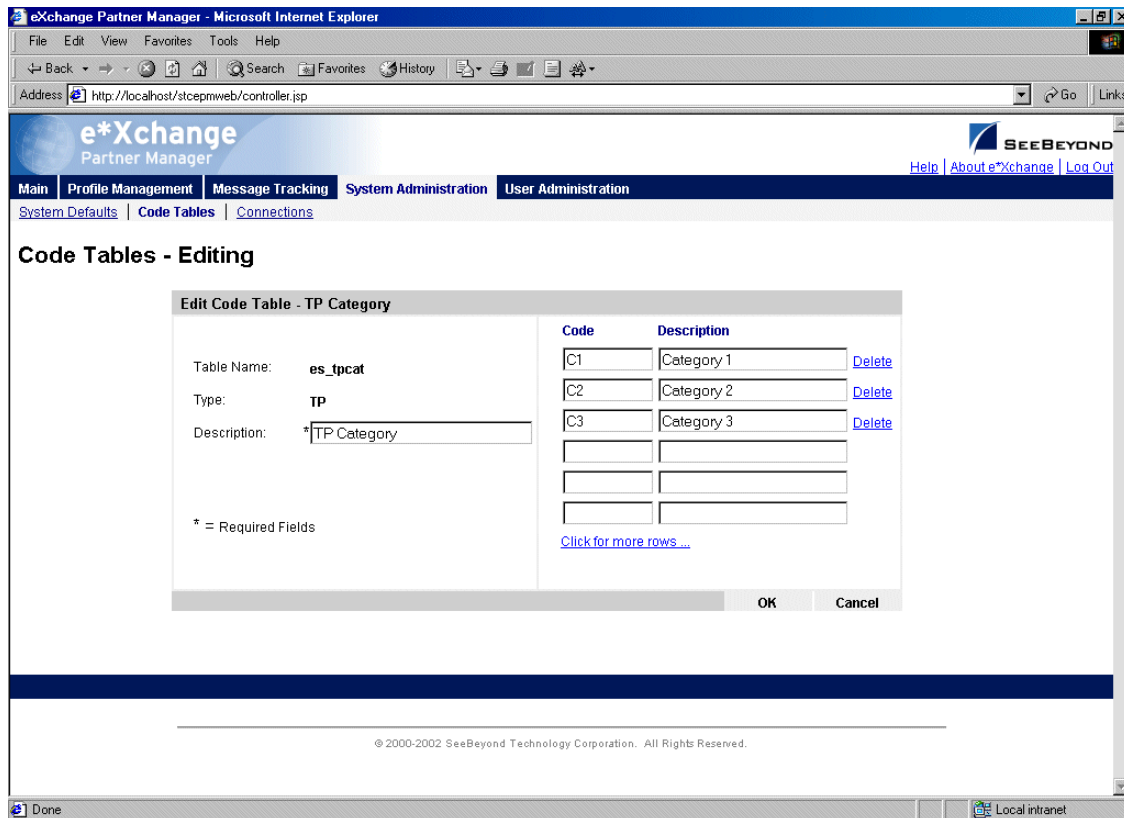 eXchange Partner Manager - Microsoft Internet Explorer
File Edit View Favorites Tools Help
Back Search Favorites History
Address http://localhost/stcepmweb/controller.jsp Go Links
e*Xchange
Partner Manager
SEEBEYOND
Help | About e*Xchange | Log Out
Main Profile Management Message Tracking System Administration User Administration
System Defaults | Code Tables | Connections
Code Tables - Editing
Edit Code Table - TP Category
Code Description
Table Name: es_tpcat
Type: TP
Description: *TP Category
* = Required Fields
C1 Category 1 Delete
C2 Category 2 Delete
C3 Category 3 Delete
Click for more rows ...
OK Cancel
© 2000-2002 SeeBeyond Technology Corporation. All Rights Reserved.
Done Local intranet